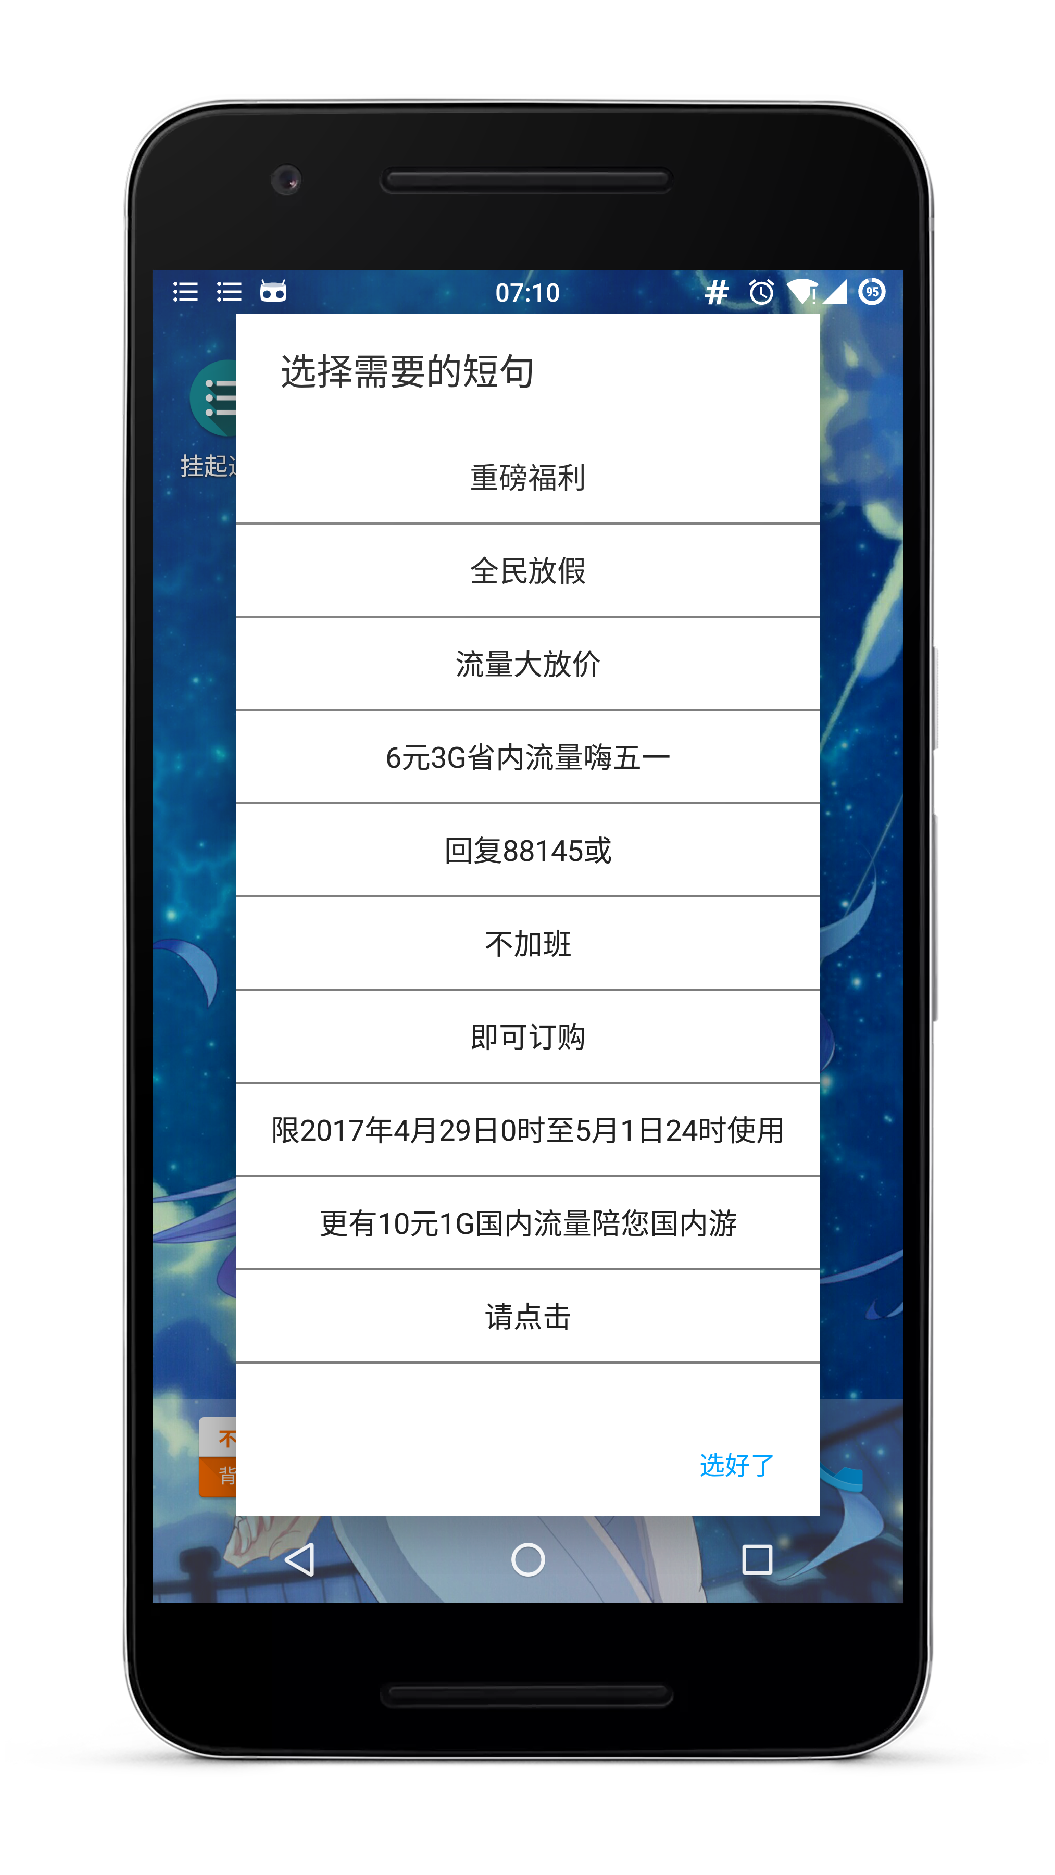 07:10
95
选择需要的短句
挂起
重磅福利
全民放假
流量大放价
6元3G省内流量嗨五一
回复88145或
不加班
即可订购
限2017年4月29日0时至5月1日24时使用
更有10元1G国内流量陪您国内游
请点击
不
背
选好了